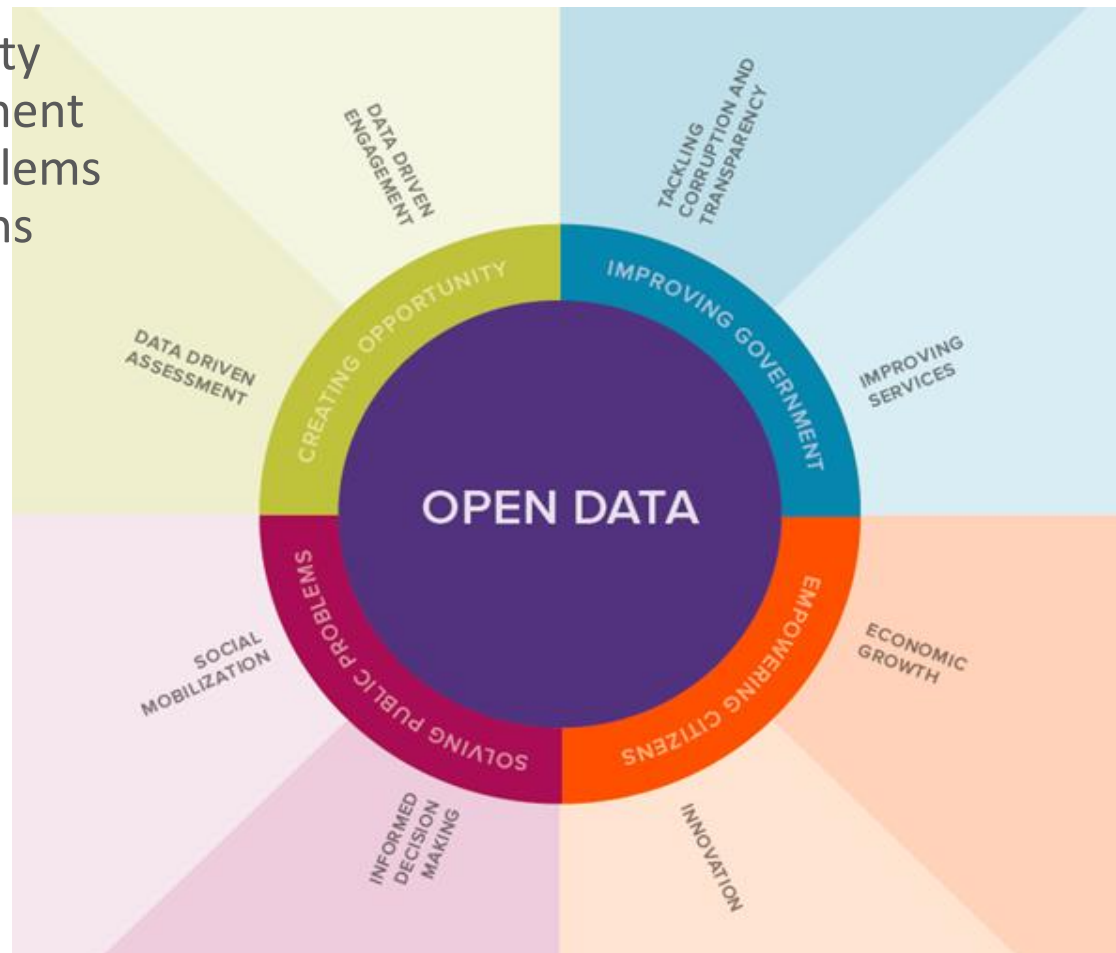 ty
nent
lems
ns
DATA DRIVEN
ENGAGEMENT
TACKLING
CORRUPTION AND
TRANSPARENCY
CREATING OPPORTUNITY
IMPROVING GOVERNMENT
DATA DRIVEN
ASSESSMENT
IMPROVING
SERVICES
OPEN DATA
SOCIAL
MOBILIZATION
SOLVING PUBLIC PROBLEMS
EMPOWERING CITIZENS
ECONOMIC
GROWTH
INFORMED
DECISION
MAKING
INNOVATION